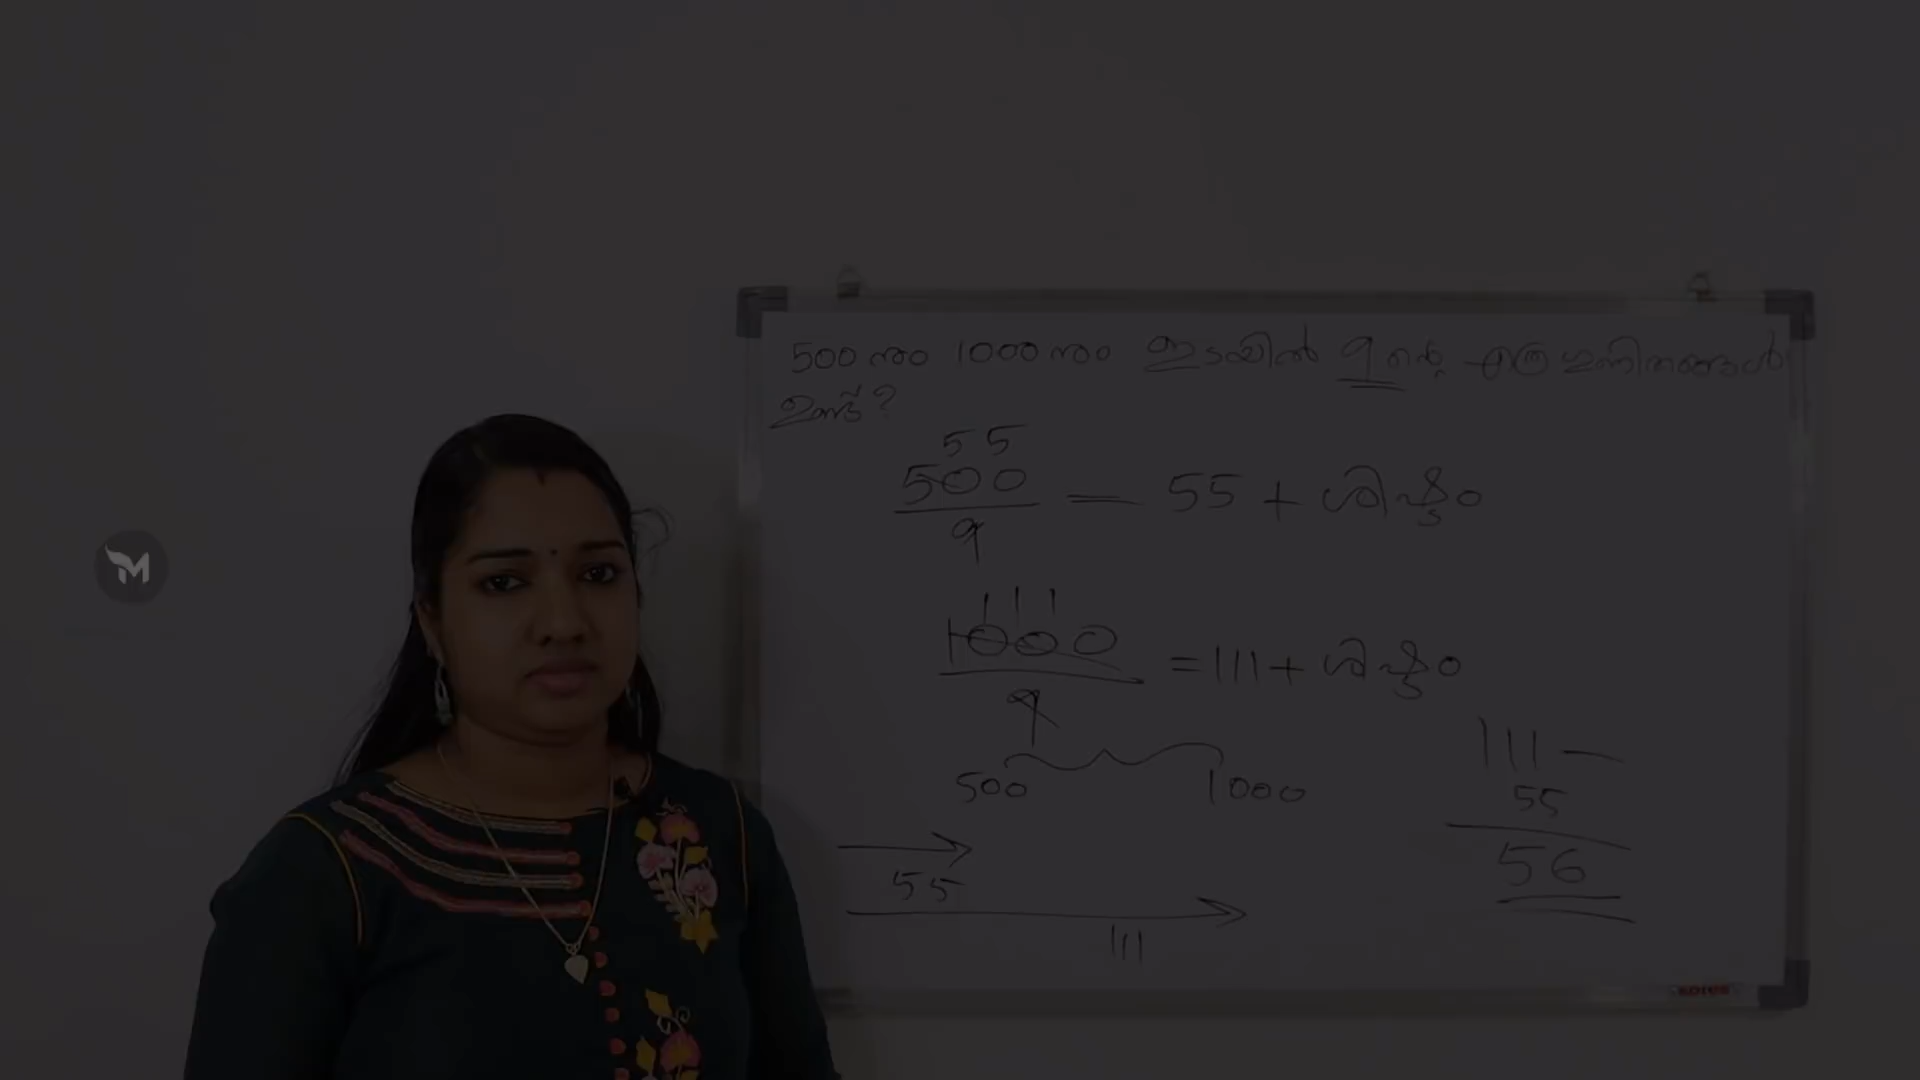 500 നും 1000 നും ഇടയിൽ 9 ന്റെ എത്ര ഗുണിതങ്ങൾ
ഉണ്ട്?
55
500
9
= 55 + ശിഷ്ടം
111
1000
9
= 111 + ശിഷ്ടം
500 1000
55
111
111 -
55
56
M
kores